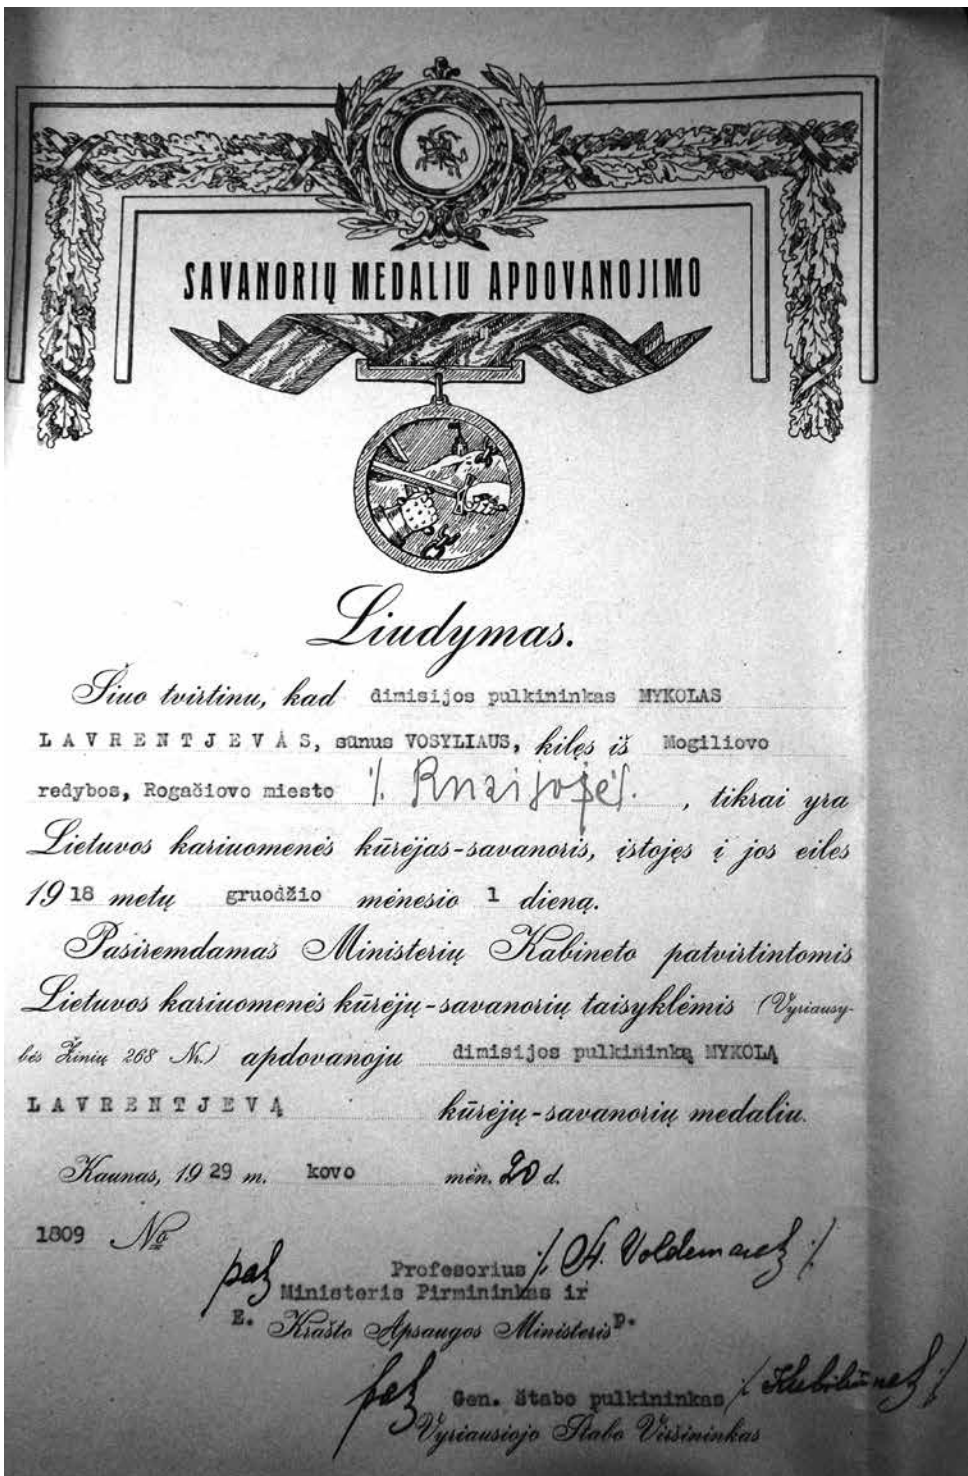 SAVANORIŲ MEDALIU APDOVANOJIMO
Liudymas.
Šiuo tvirtinu, kad dimisijos pulkininkas MYKOLAS
LAVRENTJEVAS, sūnus VOSYLIAUS, kilęs iš Mogiliovo
redybos, Rogačiovo miesto /. Rusijoje/. , tikrai yra
Lietuvos kariuomenės kūrėjas-savanoris, įstojęs į jos eiles
1918 metų gruodžio mėnesio 1 dieną.
Pasiremdamas Ministerių Kabineto patvirtintomis
Lietuvos kariuomenės kūrėjų-savanorių taisyklėmis (Vyriausy-
bės Žinių 268 Nr.) apdovanoju dimisijos pulkininką MYKOLĄ
LAVRENTJEVĄ kūrėjų-savanorių medaliu.
Kaunas, 1929 m. kovo mėn. 20 d.
1809 No
pas. Profesorius /. A. Voldemaras /.
Ministeris Pirmininkas ir
E. Krašto Apsaugos Ministeris p.
pas. Gen. štabo pulkininkas /. Kubiliūnas /.
Vyriausiojo Štabo Viršininkas